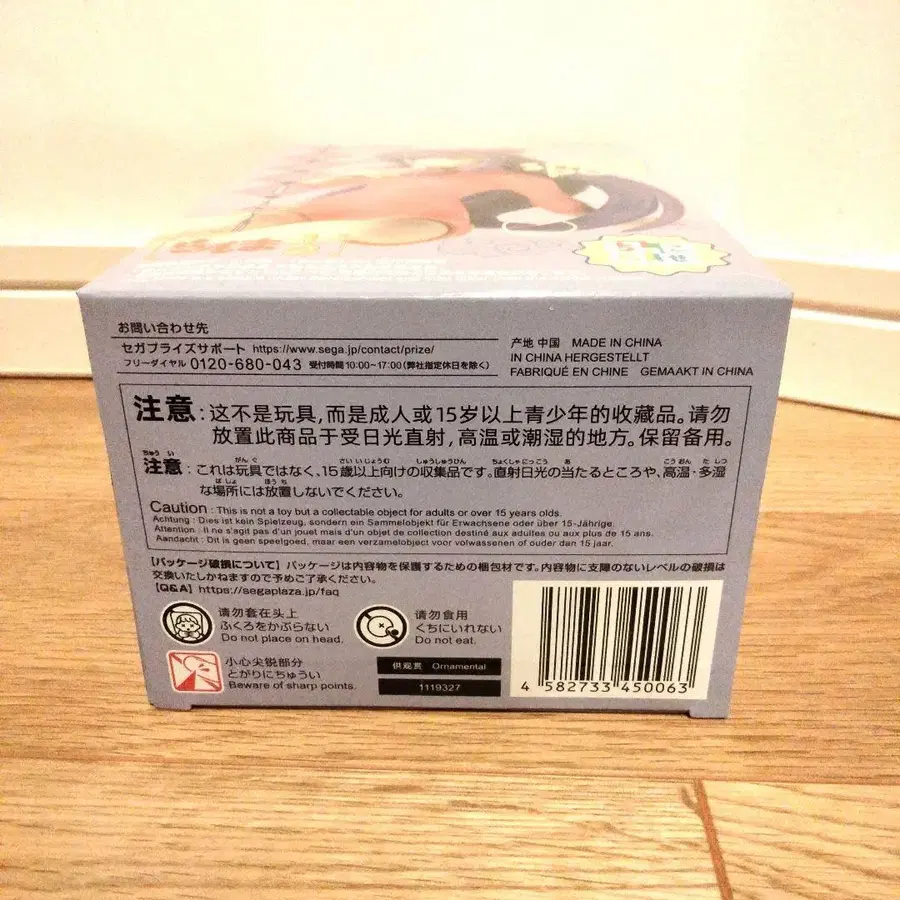 お問い合わせ先
セガプライズサポート https://www.sega.jp/contact/prize/
フリーダイヤル 0120-680-043 受付時間10:00~17:00(弊社指定休日を除く)
产地 中国 MADE IN CHINA
IN CHINA HERGESTELLT
FABRIQUÉ EN CHINE GEMAAKT IN CHINA
注意:这不是玩具,而是成人或15岁以上青少年的收藏品。请勿
放置此商品于受日光直射,高温或潮湿的地方。保留备用。
注意:これは玩具ではなく、15歳以上向けの収集品です。直射日光の当たるところや、高温・多湿
な場所には放置しないでください。
Caution : This is not a toy but a collectable object for adults or over 15 years olds.
Achtung : Dies ist kein Spielzeug, sondern ein Sammelobjekt für Erwachsene oder über 15-Jährige.
Attention : Il ne s'agit pas d'un jouet mais d'un objet de collection destiné aux adultes ou aux plus de 15 ans.
Aandacht : Dit is geen speelgoed, maar een verzamelobject voor volwassenen of ouder dan 15 jaar.
【パッケージ破損について】パッケージは内容物を保護するための梱包材です。内容物に支障のないレベルの破損は
交換いたしかねますので予めご了承ください。
【Q&A】https://segaplaza.jp/faq
请勿套在头上
ふくろをかぶらない
Do not place on head.
请勿食用
くちにいれない
Do not eat.
小心尖锐部分
とがりにちゅうい
Beware of sharp points.
供观赏 Ornamental
1119327
4 582733 450063